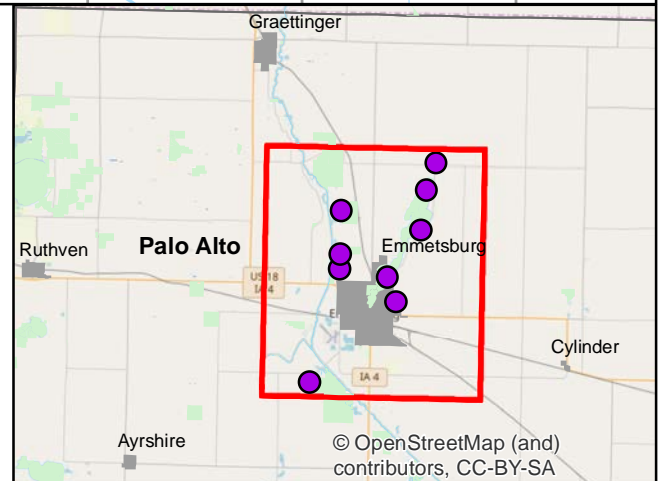 Graettinger
Ruthven
Palo Alto
Emmetsburg
US 18
IA 4
Cylinder
IA 4
Ayrshire
© OpenStreetMap (and)
contributors, CC-BY-SA